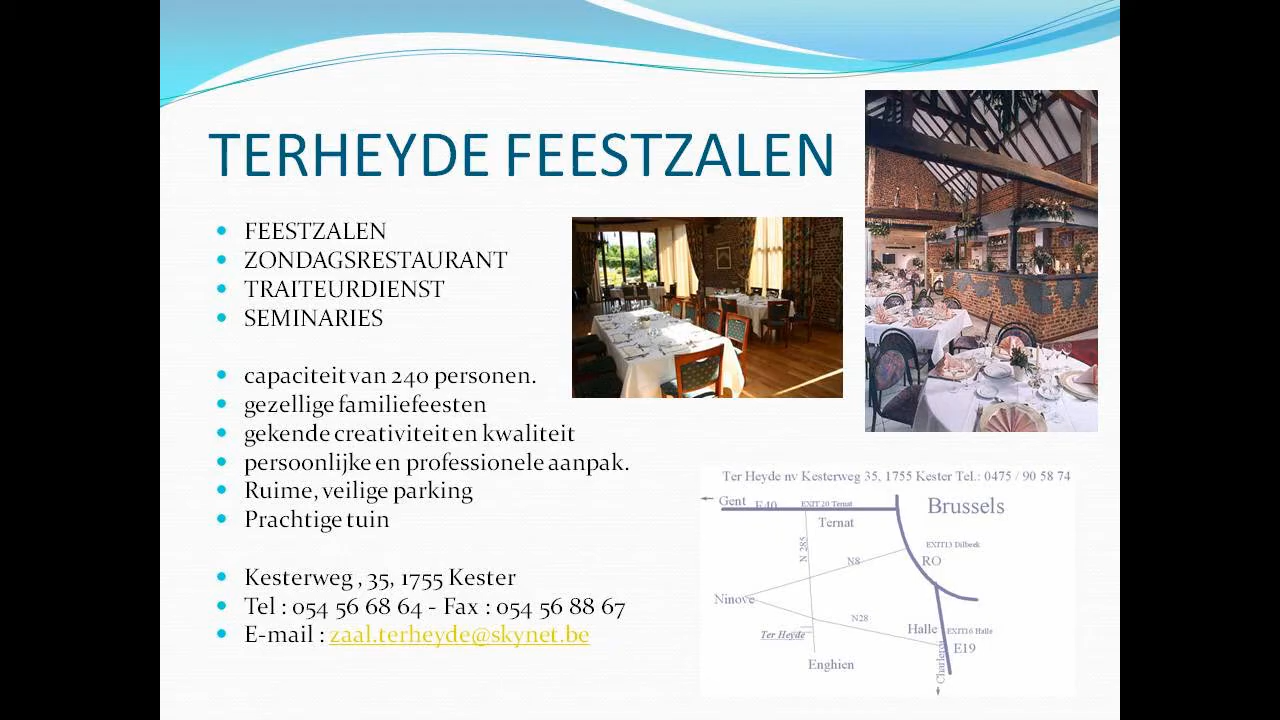 TERHEYDE FEESTZALEN
FEESTZALEN
ZONDAGSRESTAURANT
TRAITEURDIENST
SEMINARIES
capaciteit van 240 personen.
gezellige familiefeesten
gekende creativiteit en kwaliteit
persoonlijke en professionele aanpak.
Ruime, veilige parking
Prachtige tuin
Kesterweg , 35, 1755 Kester
Tel : 054 56 68 64 - Fax : 054 56 88 67
E-mail : zaal.terheyde@skynet.be
Ter Heyde nv Kesterweg 35, 1755 Kester Tel.: 0475 / 90 58 74
Gent E40 EXIT 20 Ternat
Brussels
Ternat
N 285
EXIT13 Dilbeek
N8
RO
Ninove
N28
Ter Heyde
Halle
EXIT16 Halle
E19
Enghien
Charleroi